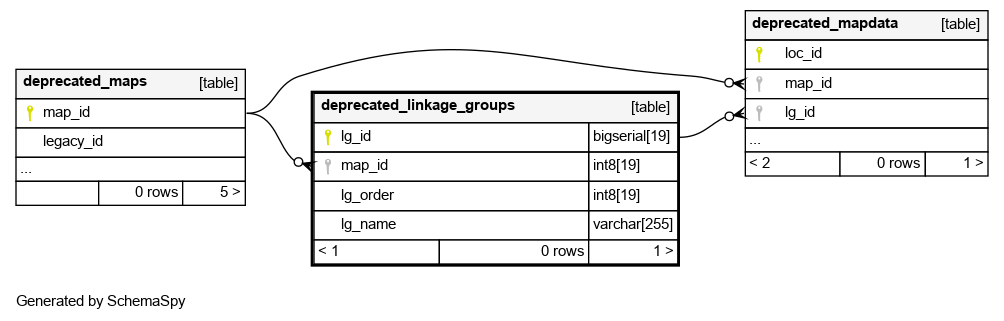 deprecated_maps [table]
map_id
legacy_id
...
0 rows 5 >
deprecated_linkage_groups [table]
lg_id bigserial[19]
map_id int8[19]
lg_order int8[19]
lg_name varchar[255]
< 1 0 rows 1 >
deprecated_mapdata [table]
loc_id
map_id
lg_id
...
< 2 0 rows 1 >
Generated by SchemaSpy